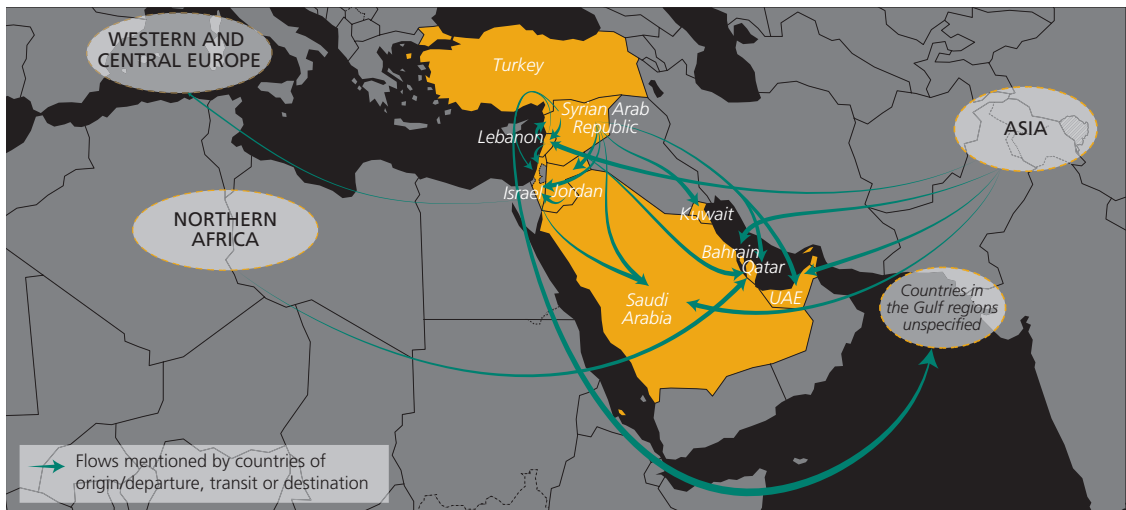 WESTERN AND
CENTRAL EUROPE
Turkey
Syrian Arab
Republic
Lebanon
ASIA
Israel
Jordan
NORTHERN
AFRICA
Kuwait
Bahrain
Qatar
UAE
Saudi
Arabia
Countries in
the Gulf regions
unspecified
Flows mentioned by countries of
origin/departure, transit or destination